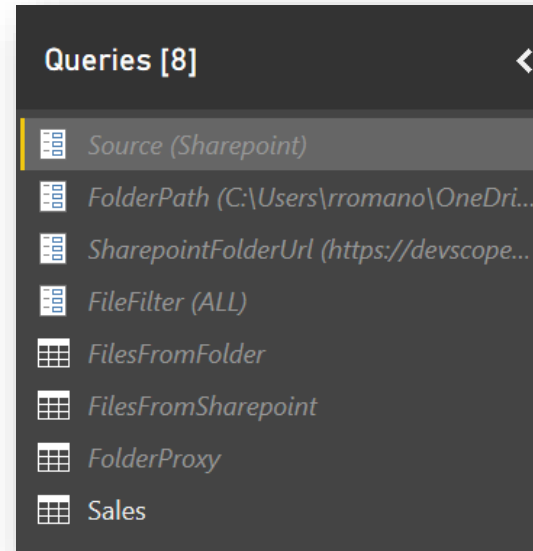 Queries [8]
Source (Sharepoint)
FolderPath (C:\Users\rromano\OneDri...
SharepointFolderUrl (https://devscope...
FileFilter (ALL)
FilesFromFolder
FilesFromSharepoint
FolderProxy
Sales